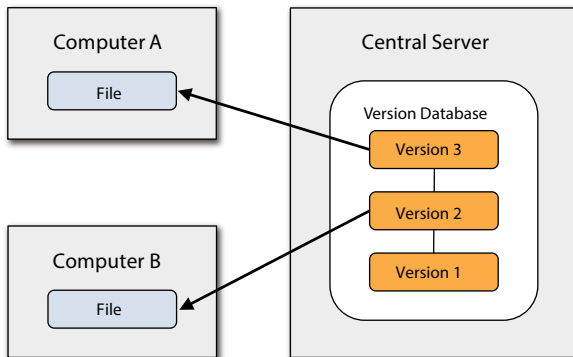 Computer A
File
Computer B
File
Central Server
Version Database
Version 3
Version 2
Version 1